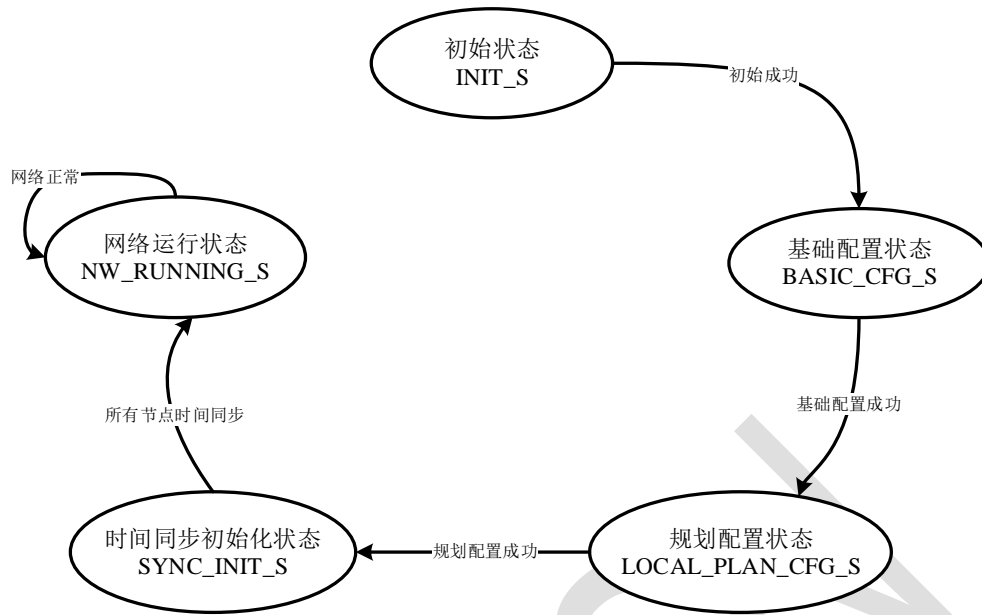 初始状态
INIT_S
初始成功
网络正常
网络运行状态
NW_RUNNING_S
基础配置状态
BASIC_CFG_S
所有节点时间同步
基础配置成功
时间同步初始化状态
SYNC_INIT_S
规划配置成功
规划配置状态
LOCAL_PLAN_CFG_S